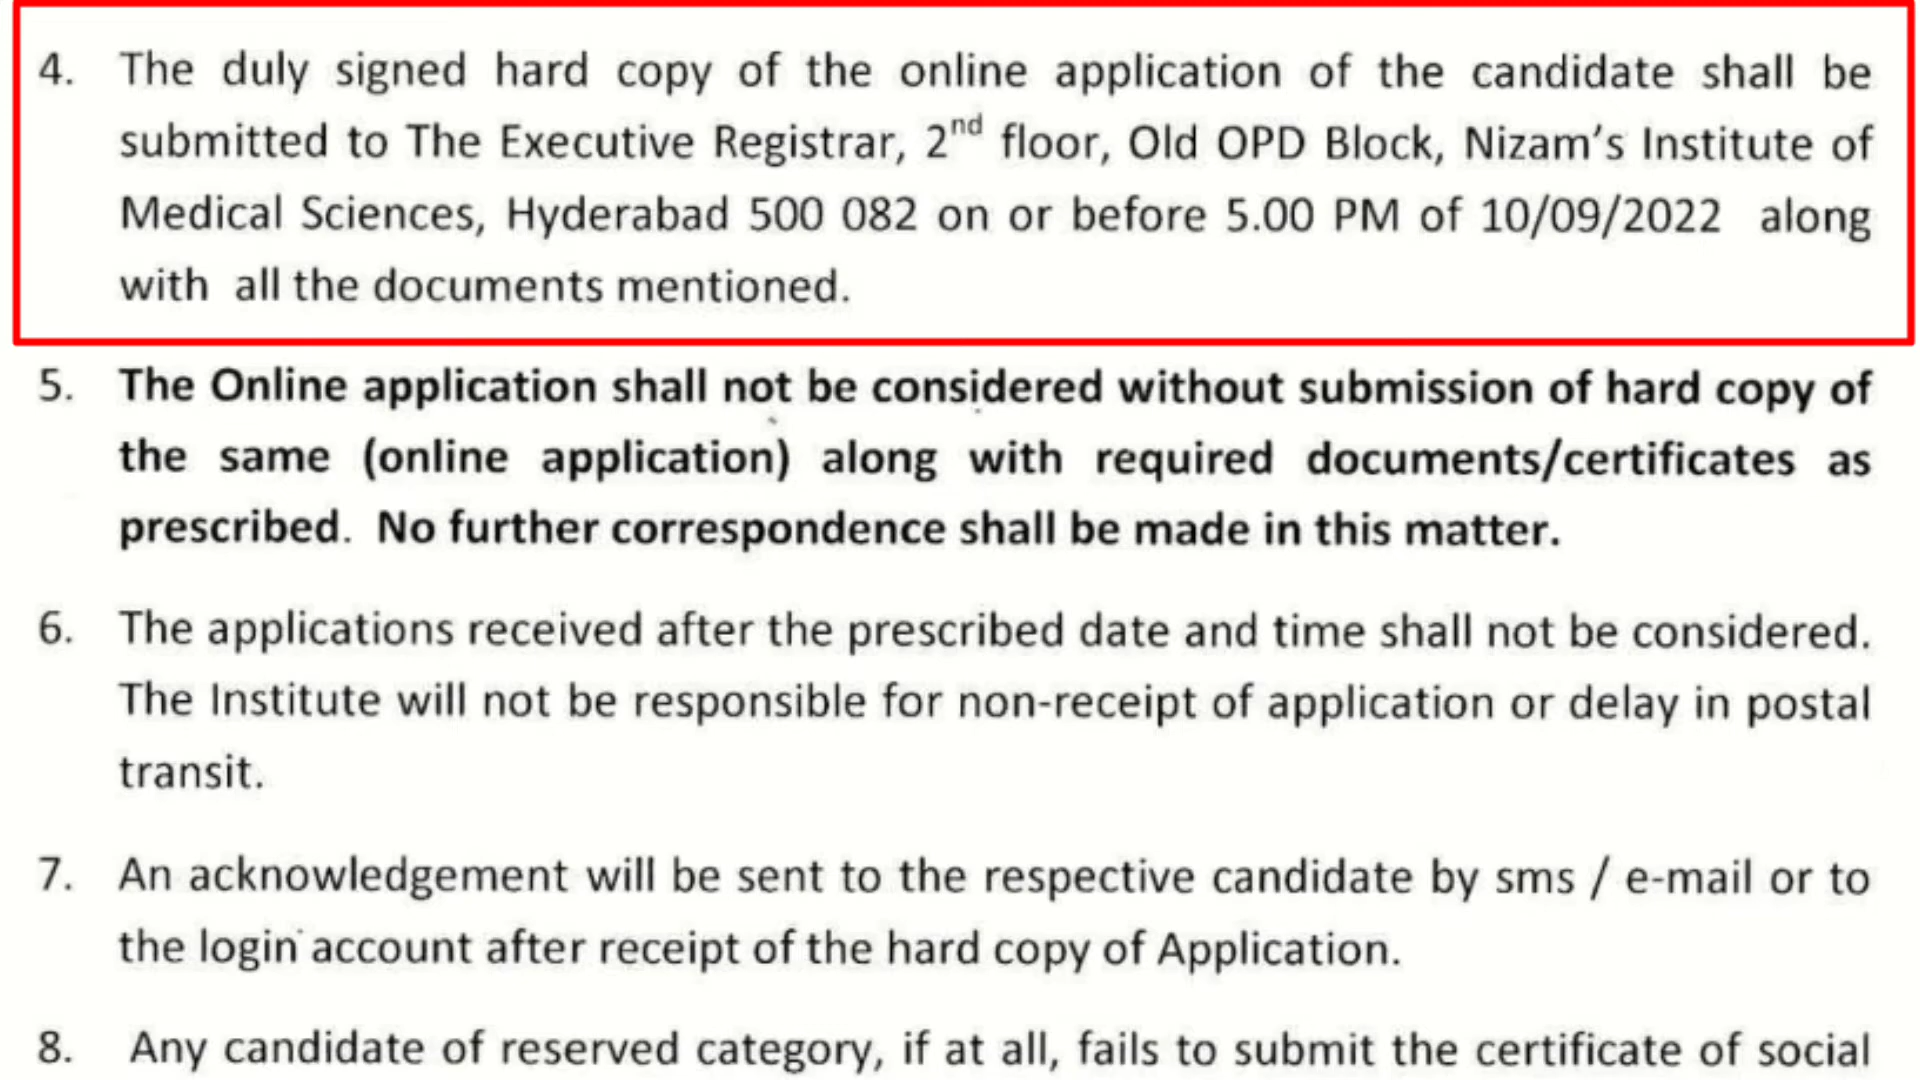 4. The duly signed hard copy of the online application of the candidate shall be
submitted to The Executive Registrar, 2nd floor, Old OPD Block, Nizam's Institute of
Medical Sciences, Hyderabad 500 082 on or before 5.00 PM of 10/09/2022 along
with all the documents mentioned.
5. The Online application shall not be considered without submission of hard copy of
the same (online application) along with required documents/certificates as
prescribed. No further correspondence shall be made in this matter.
6. The applications received after the prescribed date and time shall not be considered.
The Institute will not be responsible for non-receipt of application or delay in postal
transit.
7. An acknowledgement will be sent to the respective candidate by sms / e-mail or to
the login account after receipt of the hard copy of Application.
8. Any candidate of reserved category, if at all, fails to submit the certificate of social